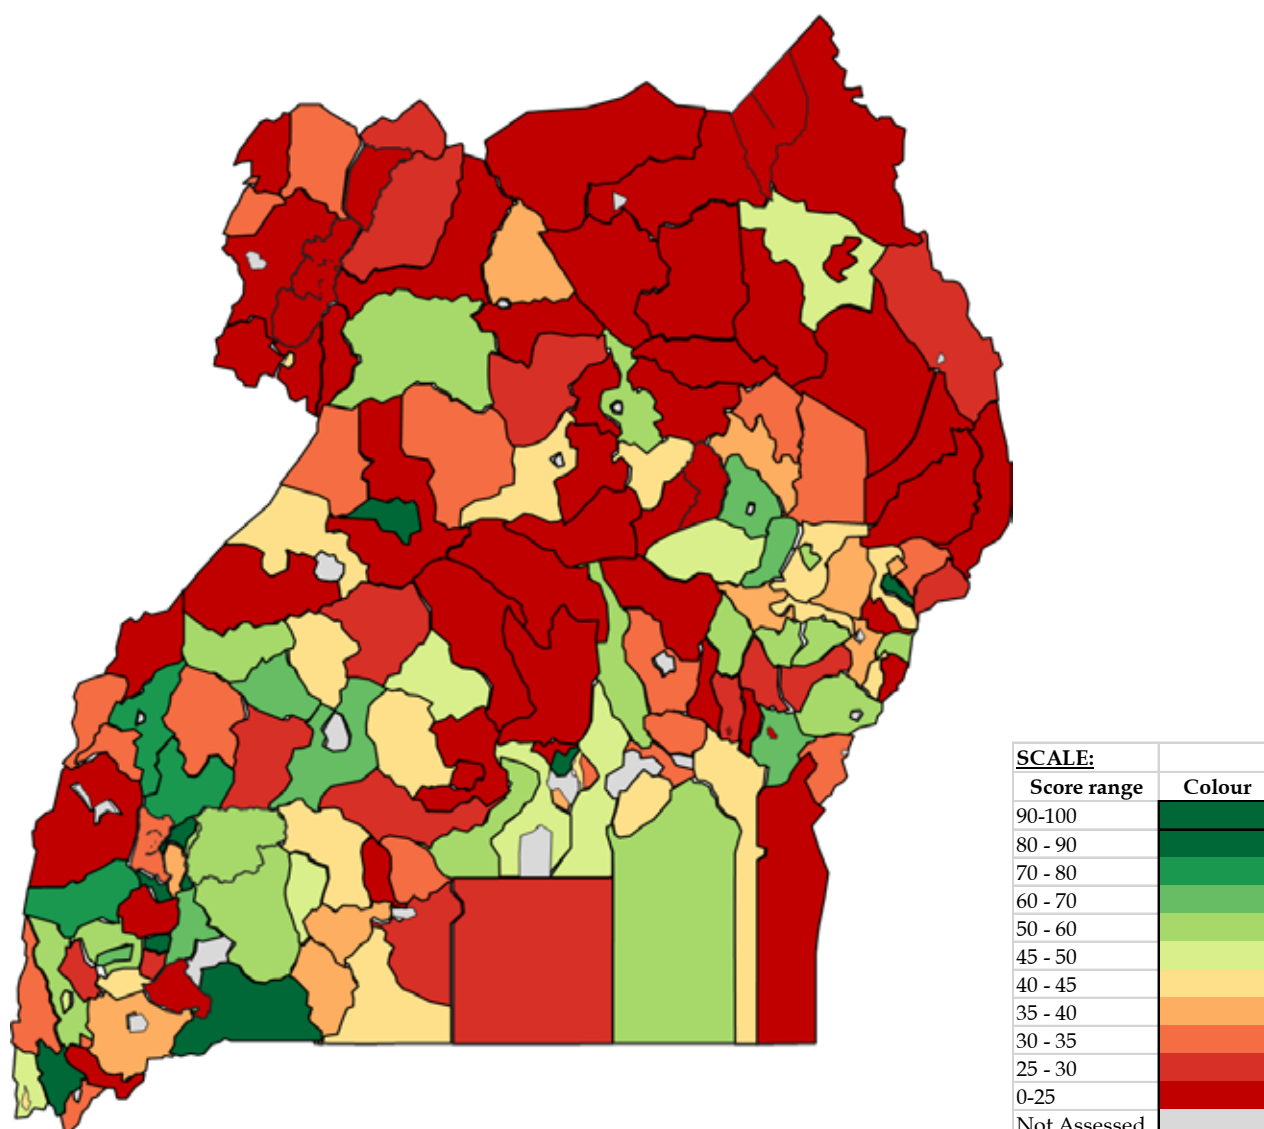 SCALE:
Score range Colour
90-100
80 - 90
70 - 80
60 - 70
50 - 60
45 - 50
40 - 45
35 - 40
30 - 35
25 - 30
0-25
Not Assessed